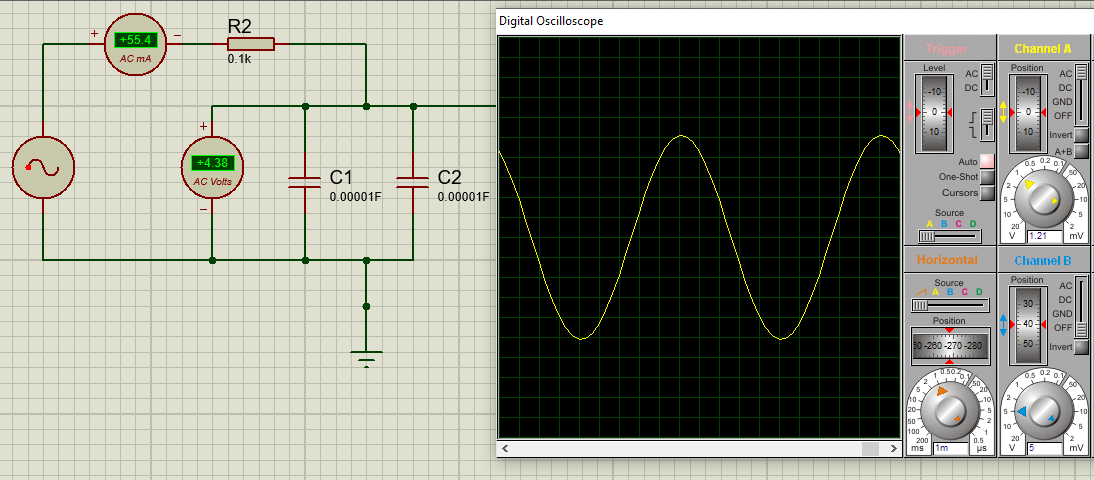 Digital Oscilloscope
+
+55.4
AC mA
−
R2
0.1k
+
+4.38
AC Volts
−
C1
0.00001F
C2
0.00001F
Trigger
Level
-10
0
10
AC
DC
Auto
One-Shot
Cursors
Source
A B C D
Channel A
Position
-10
0
10
AC
DC
GND
OFF
Invert
A+B
0.5 0.2 0.1
1
2
5
10
20
V
1.21
mV
Horizontal
Source
A B C D
Position
50 -260 -270 -280
1 0.5 0.2 0.1
2
5
10
20
50
100
200
ms
1m
0.5
µs
Channel B
Position
30
40
50
AC
DC
GND
OFF
Invert
0.5 0.2 0.1
1
2
5
10
20
V
5
mV